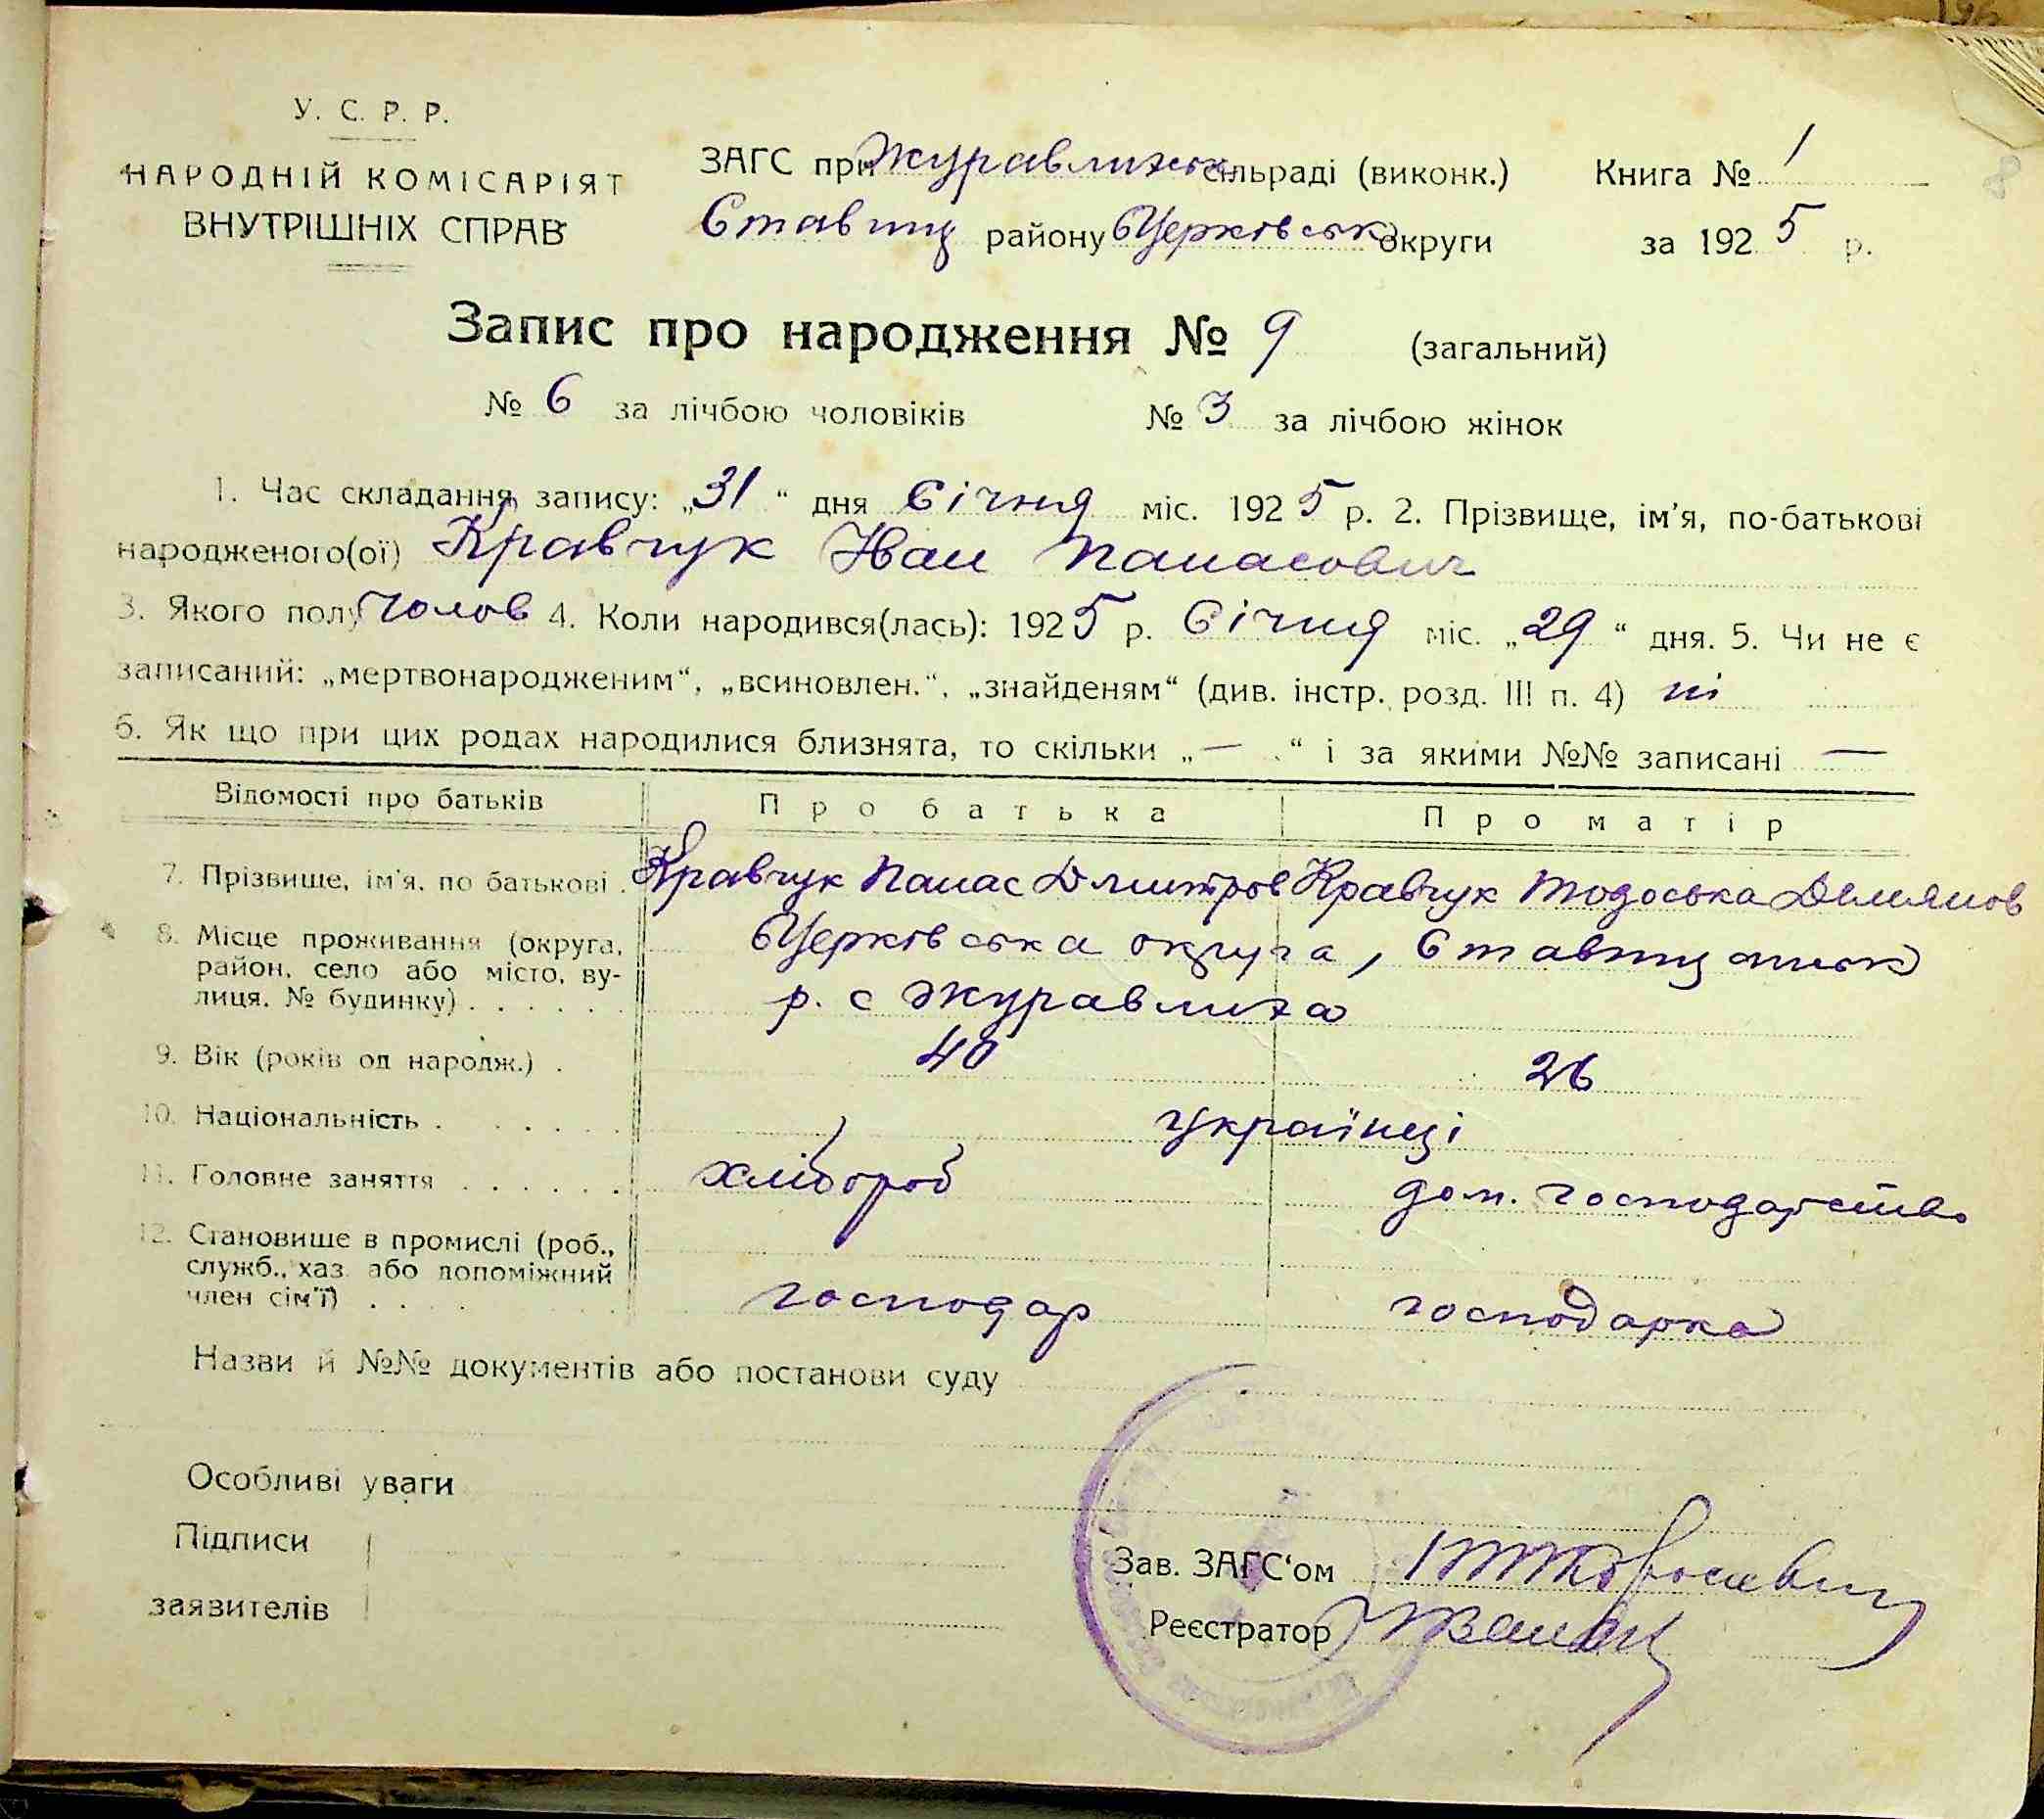 У. С. Р. Р.
НАРОДНІЙ КОМІСАРІЯТ
ВНУТРІШНІХ СПРАВ
ЗАГС при Журавлихськ сільраді (виконк.) Книга № 1
Ставищ району БЦерківськ округи за 1925 р.
Запис про народження № 9 (загальний)
№ 6 за лічбою чоловіків № 3 за лічбою жінок
1. Час складання запису: „31“ дня Січня міс. 1925 р. 2. Прізвище, ім'я, по-батькові
народженого(ої) Кравчук Іван Панасович
3. Якого полу Чолов 4. Коли народився(лась): 1925 р. Січня міс. „29“ дня. 5. Чи не є
записаний: „мертвонародженим“, „всиновлен.“, „знайденям“ (див. інстр. розд. III п. 4) ні
6. Як що при цих родах народилися близнята, то скільки „—“ і за якими №№ записані —
Відомості про батьків Про батька Про матір
7. Прізвище, ім'я, по батькові . Кравчук Панас Дмитров Кравчук Тодоська Демянов
8. Місце проживання (округа, район, село або місто, вулиця, № будинку) . . . . . . БЦерківська округа, Ставищанськ
р. с Журавлиха
9. Вік (років од народж.) . 40 26
10. Національність . . . . . . українці
11. Головне заняття . . . . . . хлібороб дом. господарство
12. Становише в промислі (роб.,
служб., хаз. або допоміжний
член сім'ї) . . . господар господарка
Назви й №№ документів або постанови суду
Особливі уваги
Підписи
заявителів
Зав. ЗАГС'ом
Реєстратор